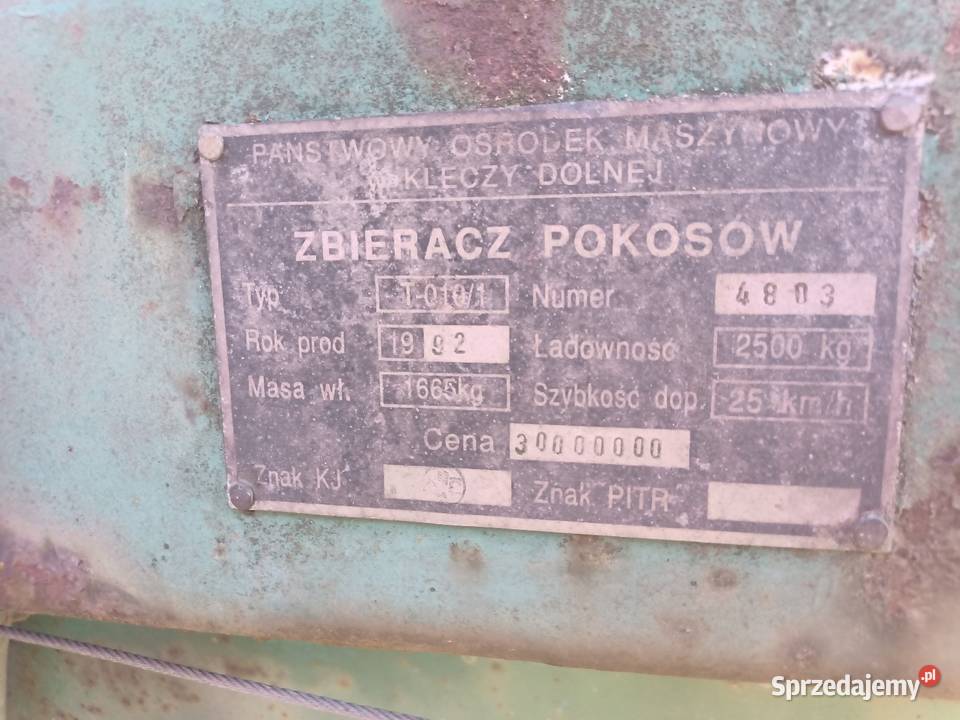 PAŃSTWOWY OŚRODEK MASZYNOWY
w KLECZY DOLNEJ
ZBIERACZ POKOSÓW
Typ T-010/1 Numer 4803
Rok prod 1992 Ładowność 2500 kg
Masa wł. 1665kg Szybkość dop. 25 km/h
Cena 30000000
Znak KJ Znak PITR
Sprzedajemy.pl